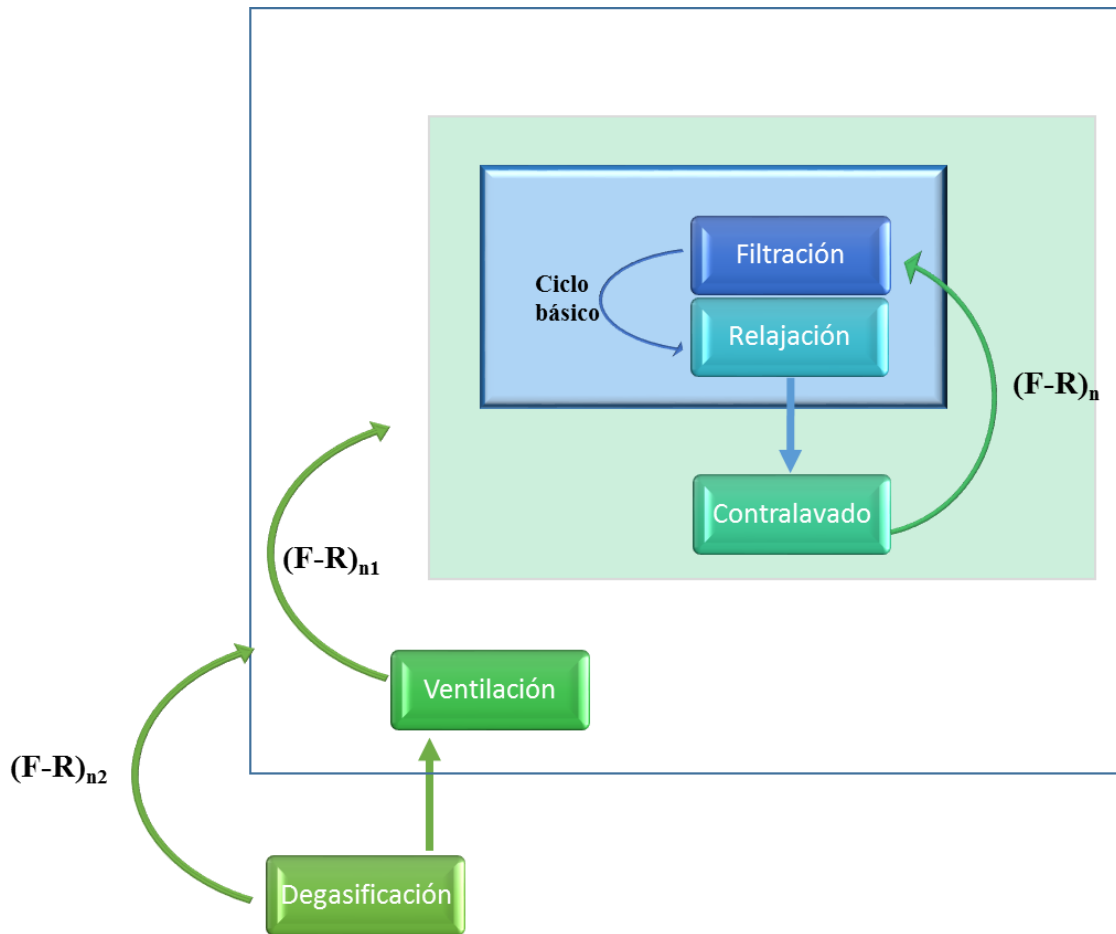 Filtración
Ciclo
básico
Relajación
(F-R)n
Contralavado
(F-R)n1
Ventilación
(F-R)n2
Degasificación